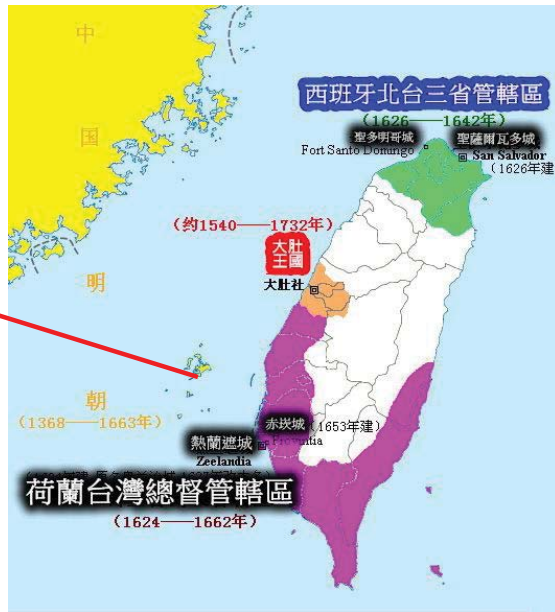 中
国
明
朝
(1368——1663年)
西班牙北台三省管轄區
(1626——1642年)
聖多明哥城
Fort Santo Domingo
聖薩爾瓦多城
San Salvador
(1626年建
(约1540——1732年)
大肚
王國
大肚社
赤崁城
(1653年建)
熱蘭遮城
Zeelandia
荷蘭台灣總督管轄區
(1624——1662年)